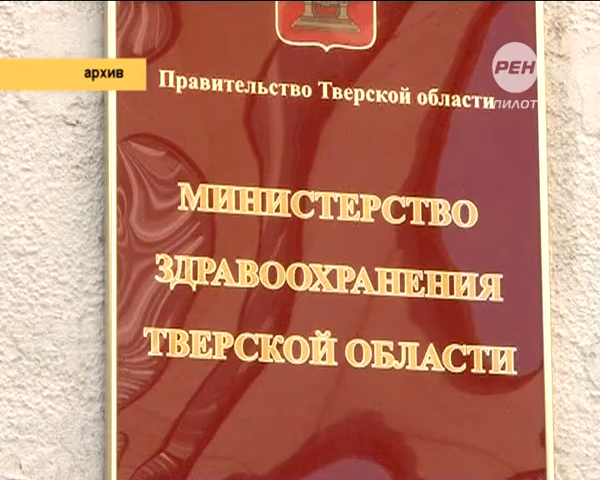 архив
РЕН
ПИЛОТ
Правительство Тверской области
МИНИСТЕРСТВО
ЗДРАВООХРАНЕНИЯ
ТВЕРСКОЙ ОБЛАСТИ